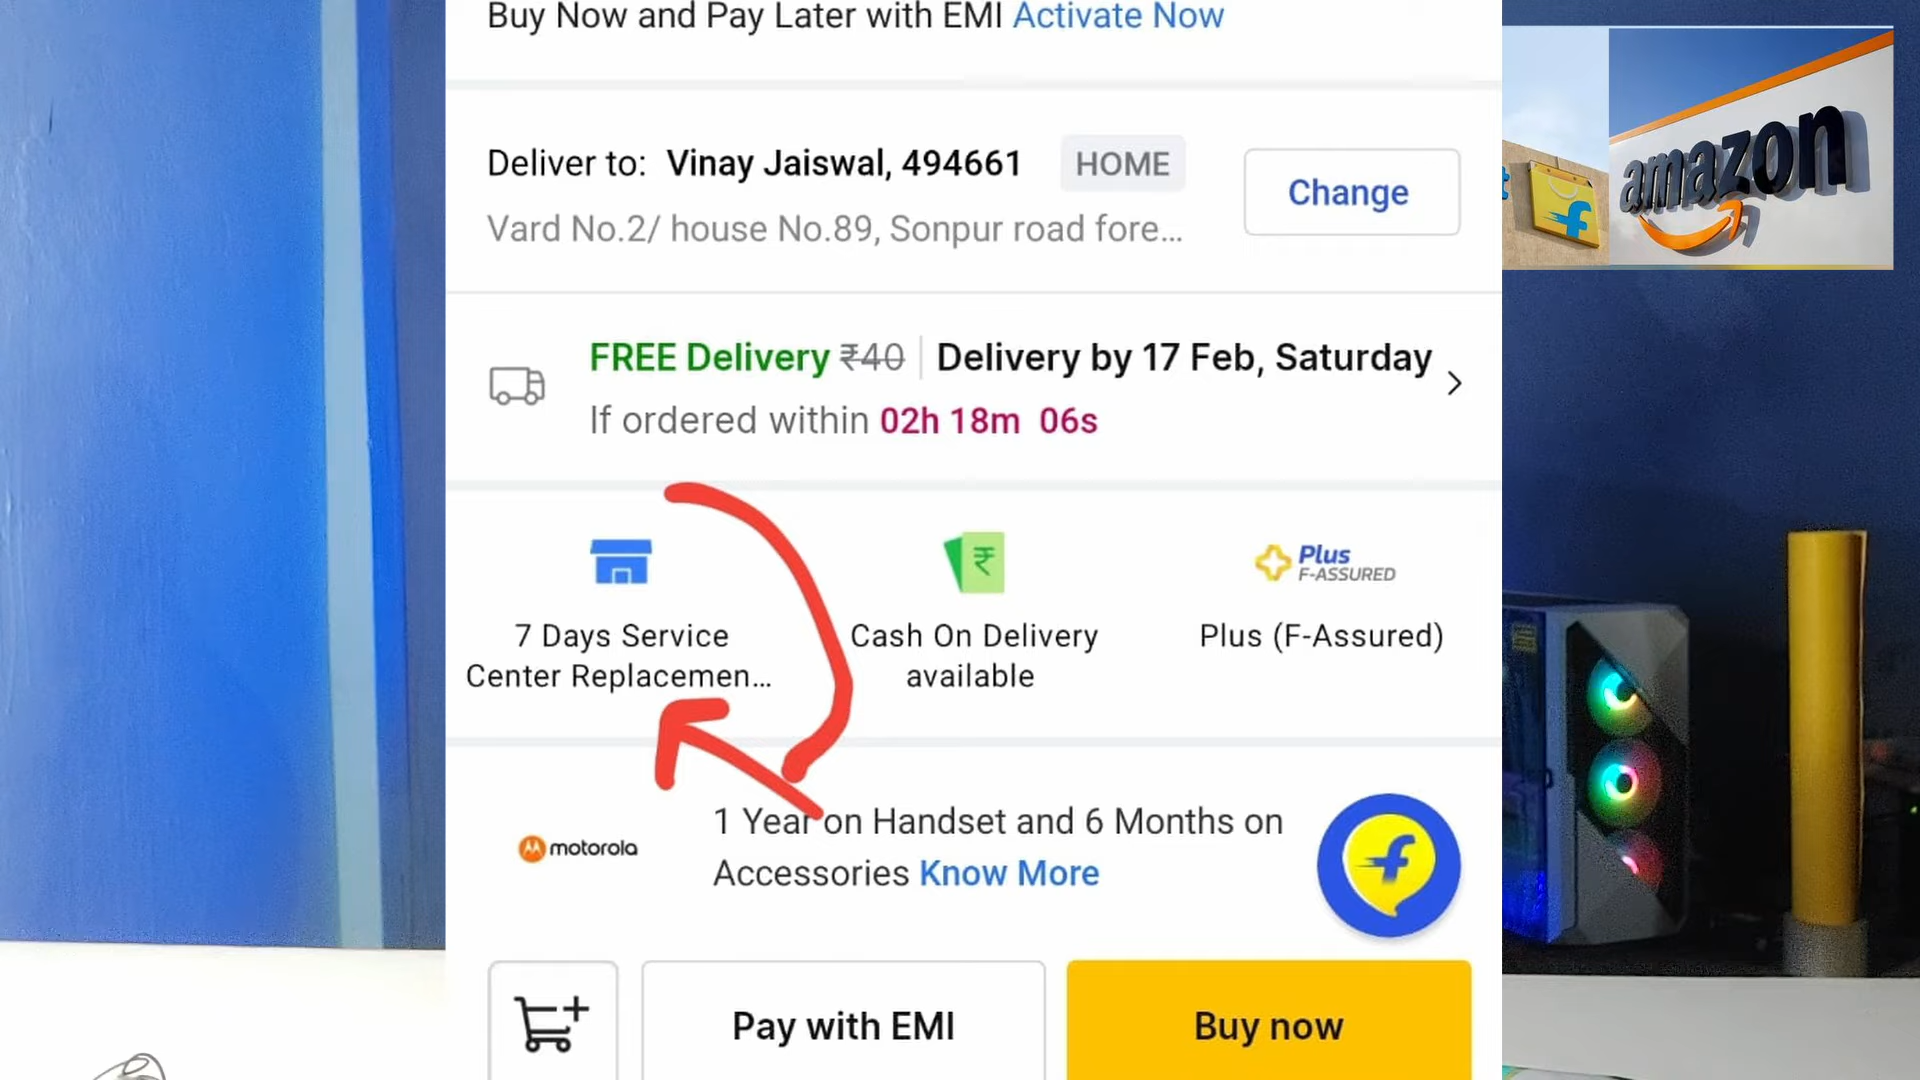 Buy Now and Pay Later with EMI Activate Now
Deliver to: Vinay Jaiswal, 494661 HOME
Change
Vard No.2/ house No.89, Sonpur road fore...
FREE Delivery ₹40 Delivery by 17 Feb, Saturday
If ordered within 02h 18m 06s
Plus
F-ASSURED
7 Days Service
Center Replacemen...
Cash On Delivery
available
Plus (F-Assured)
motorola
1 Year on Handset and 6 Months on
Accessories Know More
Pay with EMI
Buy now
amazon